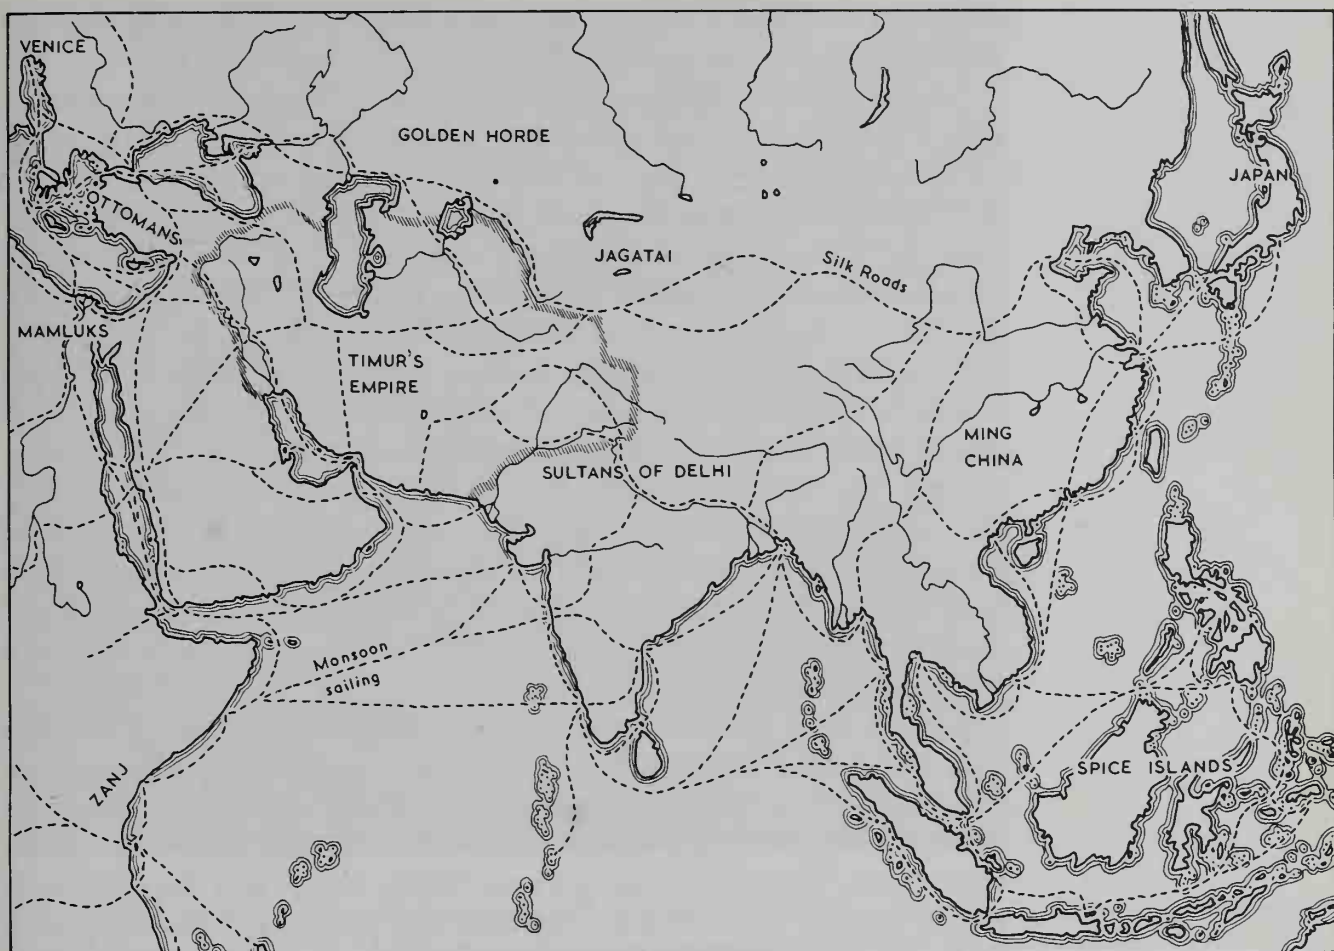 VENICE
GOLDEN HORDE
JAPAN
OTTOMANS
JAGATAI
Silk Roads
MAMLUKS
TIMUR'S
EMPIRE
MING
CHINA
SULTANS OF DELHI
Monsoon
sailing
ZANJ
SPICE ISLANDS